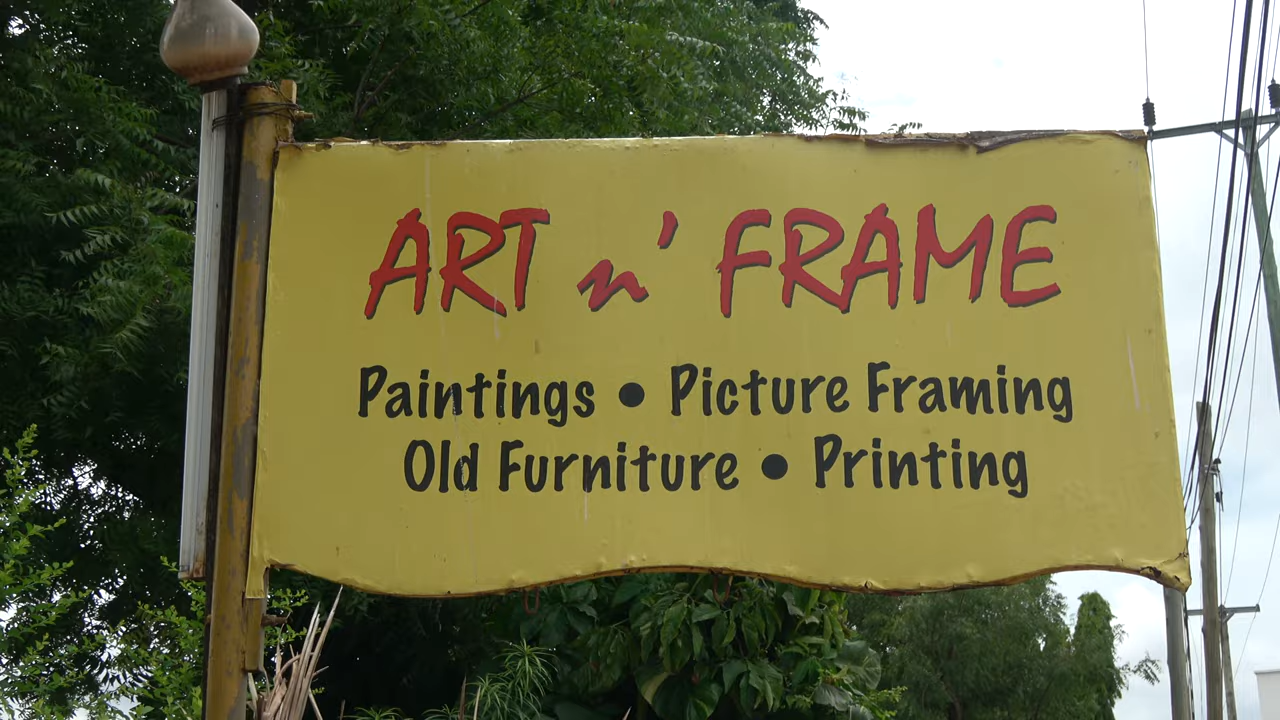 ART n' FRAME
Paintings • Picture Framing
Old Furniture • Printing